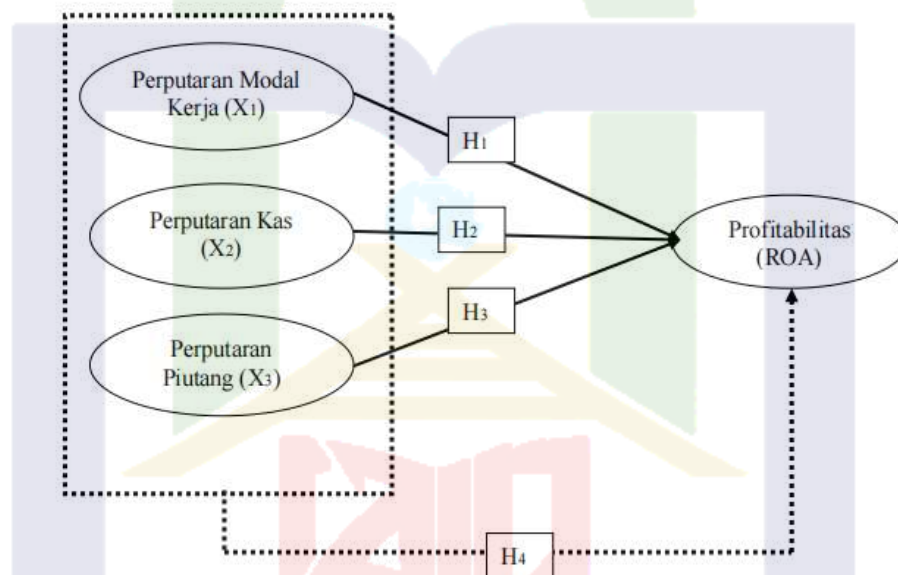 Perputaran Modal
Kerja (X1)
H1
Perputaran Kas
(X2)
H2
Profitabilitas
(ROA)
H3
Perputaran
Piutang (X3)
H4